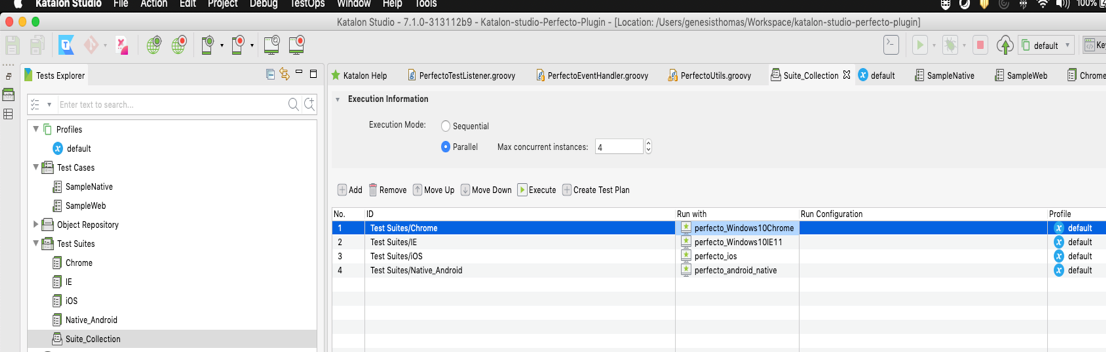 Katalon Studio File Action Edit Project Debug TestOps Window Help Tools 100%
Katalon Studio - 7.1.0-313112b9 - Katalon-studio-Perfecto-Plugin - [Location: /Users/genesisthomas/Workspace/katalon-studio-perfecto-plugin]
default
Tests Explorer
Katalon Help PerfectoTestListener.groovy PerfectoEventHandler.groovy PerfectoUtils.groovy Suite_Collection default SampleNative SampleWeb Chrome
Enter text to search...
Profiles
default
Test Cases
SampleNative
SampleWeb
Object Repository
Test Suites
Chrome
IE
iOS
Native_Android
Suite_Collection
Execution Information
Execution Mode: Sequential
Parallel Max concurrent instances: 4
Add Remove Move Up Move Down Execute Create Test Plan
No. ID Run with Run Configuration Profile
1 Test Suites/Chrome perfecto_Windows10Chrome default
2 Test Suites/IE perfecto_Windows10IE11 default
3 Test Suites/iOS perfecto_ios default
4 Test Suites/Native_Android perfecto_android_native default